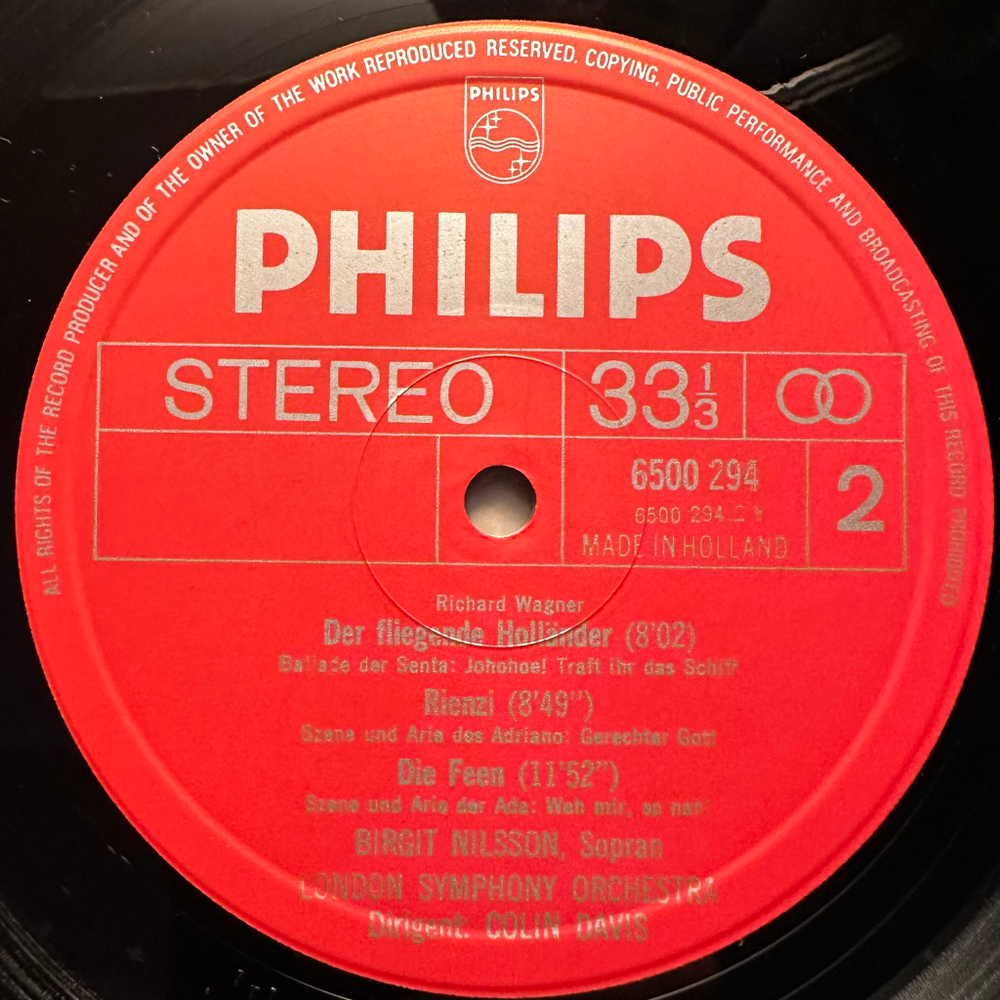 ALL RIGHTS OF THE RECORD PRODUCER AND OF THE OWNER OF THE WORK REPRODUCED RESERVED. COPYING, PUBLIC PERFORMANCE AND BROADCASTING OF THIS RECORD PROHIBITED
PHILIPS
PHILIPS
STEREO 33 1/3
6500 294 2
6500 294.2 Y
MADE IN HOLLAND
Richard Wagner
Der fliegende Holländer (8'02)
Ballade der Senta: Johohoe! Traft ihr das Schiff
Rienzi (8'49")
Szene und Arie des Adriano: Gerechter Gott
Die Feen (11'52")
Szene und Arie der Ada: Weh mir, so nah
BIRGIT NILSSON, Sopran
LONDON SYMPHONY ORCHESTRA
Dirigent: COLIN DAVIS